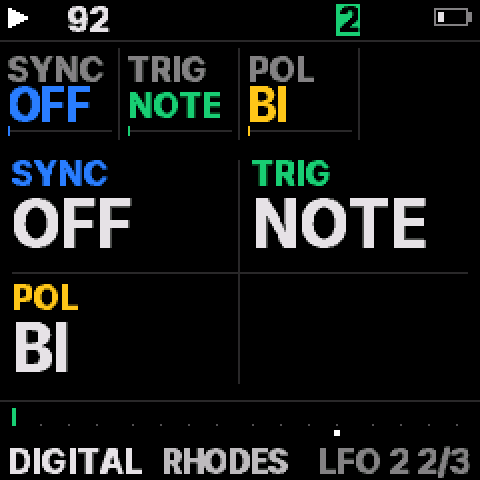 92 2
SYNC TRIG POL
OFF NOTE BI
SYNC TRIG
OFF NOTE
POL
BI
DIGITAL RHODES LFO 2 2/3